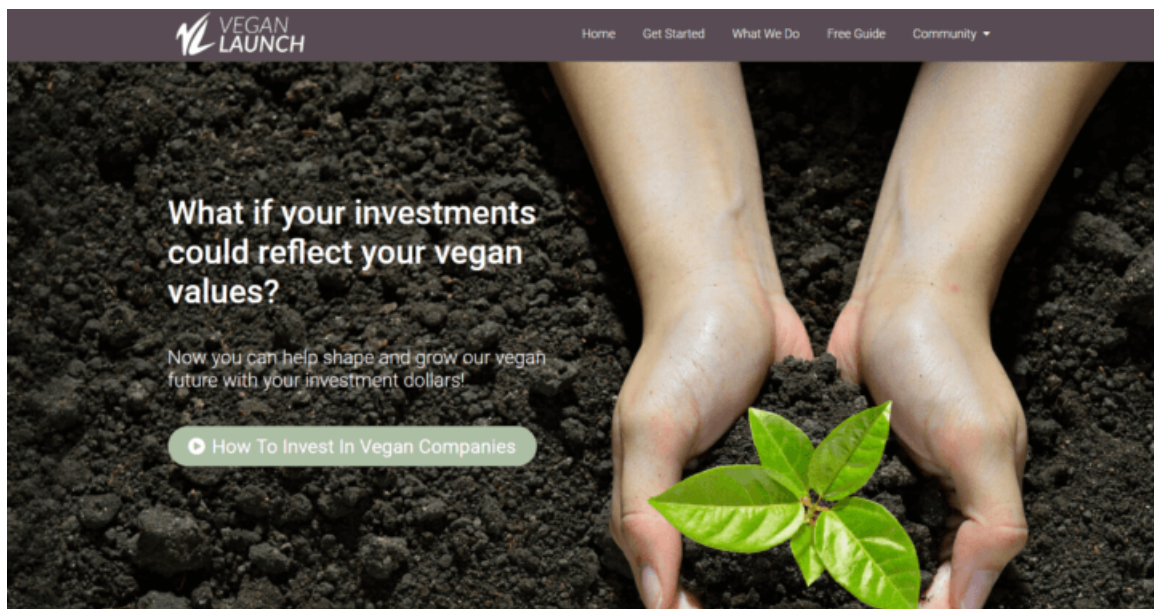 VEGAN
LAUNCH
Home Get Started What We Do Free Guide Community
What if your investments
could reflect your vegan
values?
Now you can help shape and grow our vegan
future with your investment dollars!
How To Invest In Vegan Companies